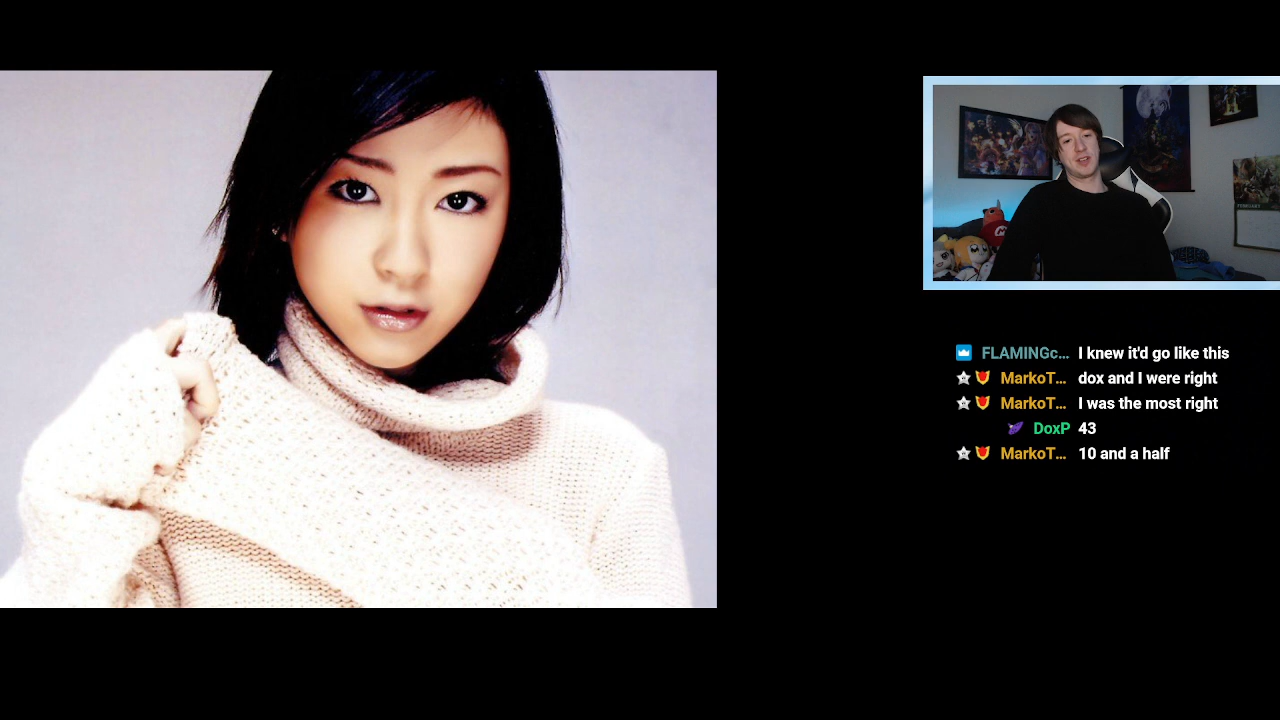 FEBRUARY
FLAMINGc... I knew it'd go like this
MarkoT... dox and I were right
MarkoT... I was the most right
DoxP 43
MarkoT... 10 and a half